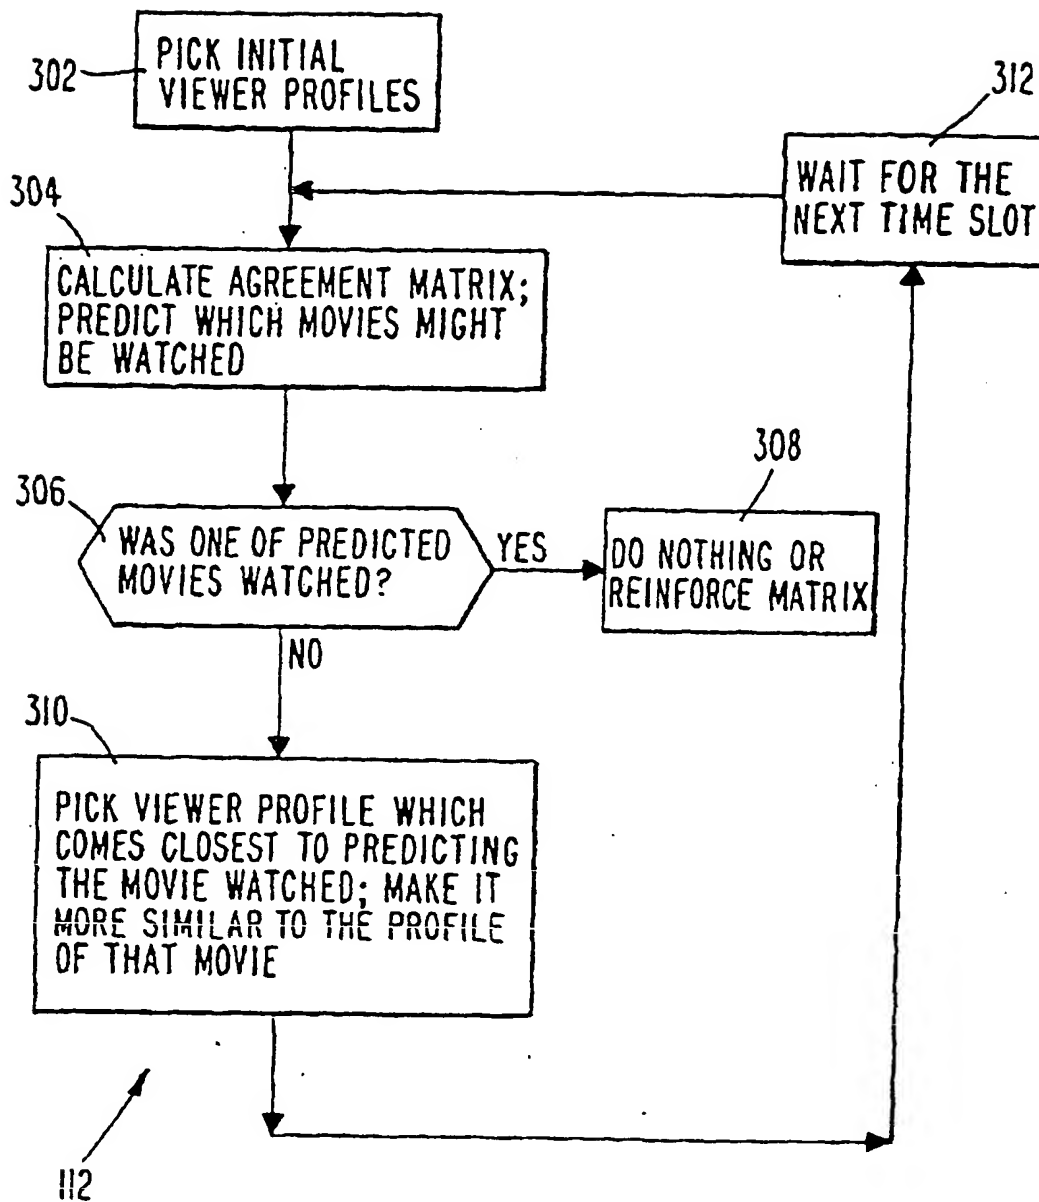 302
PICK INITIAL
VIEWER PROFILES
312
WAIT FOR THE
NEXT TIME SLOT
304
CALCULATE AGREEMENT MATRIX;
PREDICT WHICH MOVIES MIGHT
BE WATCHED
306
WAS ONE OF PREDICTED
MOVIES WATCHED?
YES
308
DO NOTHING OR
REINFORCE MATRIX
NO
310
PICK VIEWER PROFILE WHICH
COMES CLOSEST TO PREDICTING
THE MOVIE WATCHED; MAKE IT
MORE SIMILAR TO THE PROFILE
OF THAT MOVIE
112